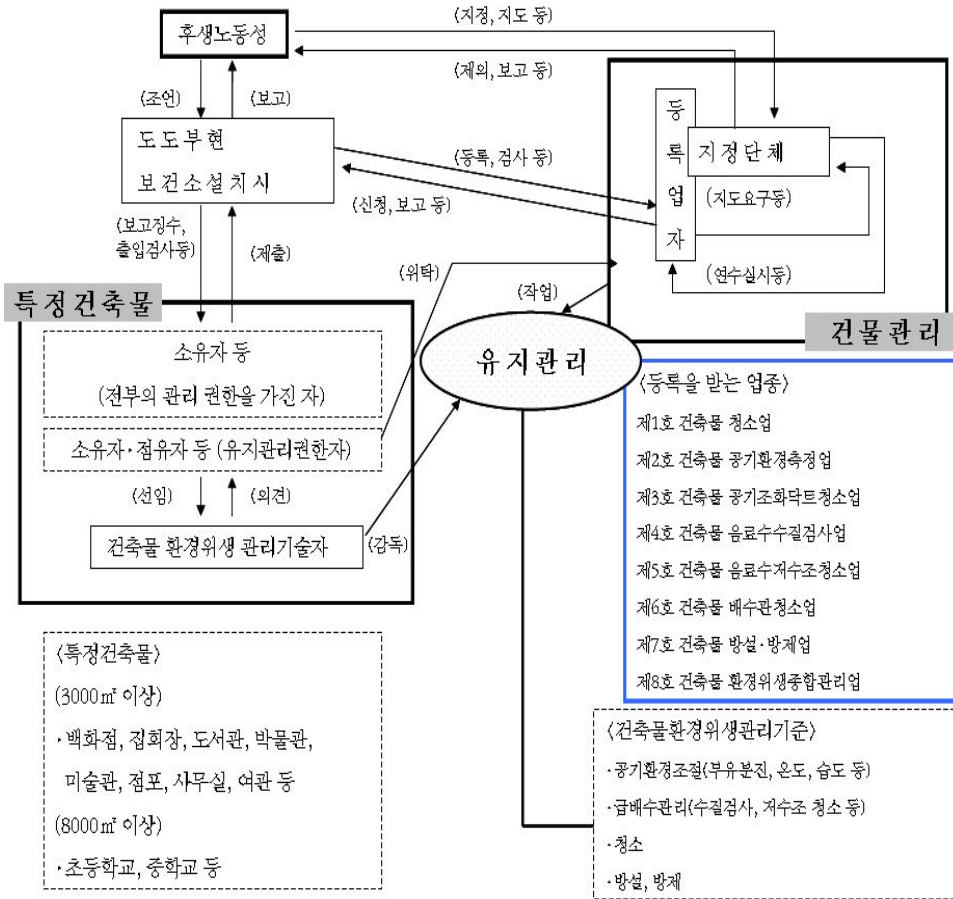 (지정, 지도 등)
후생노동성
(제의, 보고 등)
(조언)
(보고)
등록업자
지정단체
도도부현
보건소설치시
(등록, 검사 등)
(신청, 보고 등)
(지도요구등)
(보고징수,
출입검사등)
(제출)
(위탁)
(연수실시등)
(작업)
특정건축물
건물관리
유지관리
소유자 등
(전부의 관리 권한을 가진 자)
소유자·점유자 등 (유지관리권한자)
(선임)
(의견)
건축물 환경위생 관리기술자
(감독)
〈등록을 받는 업종〉
제1호 건축물 청소업
제2호 건축물 공기환경측정업
제3호 건축물 공기조화닥트청소업
제4호 건축물 음료수수질검사업
제5호 건축물 음료수저수조청소업
제6호 건축물 배수관청소업
제7호 건축물 방설·방제업
제8호 건축물 환경위생종합관리업
〈특정건축물〉
(3000㎡ 이상)
·백화점, 집회장, 도서관, 박물관,
미술관, 점포, 사무실, 여관 등
(8000㎡ 이상)
·초등학교, 중학교 등
〈건축물환경위생관리기준〉
·공기환경조절(부유분진, 온도, 습도 등)
·급배수관리(수질검사, 저수조 청소 등)
·청소
·방설, 방제